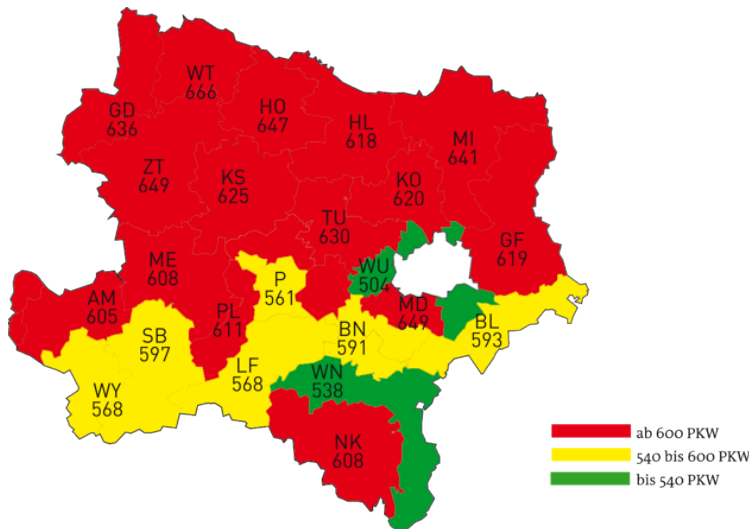 WT
666
GD
636
HO
647
HL
618
MI
641
ZT
649
KS
625
KO
620
TU
630
GF
619
ME
608
WU
504
P
561
AM
605
PL
611
MD
649
SB
597
BN
591
BL
593
LF
568
WN
538
WY
568
NK
608
ab 600 PKW
540 bis 600 PKW
bis 540 PKW